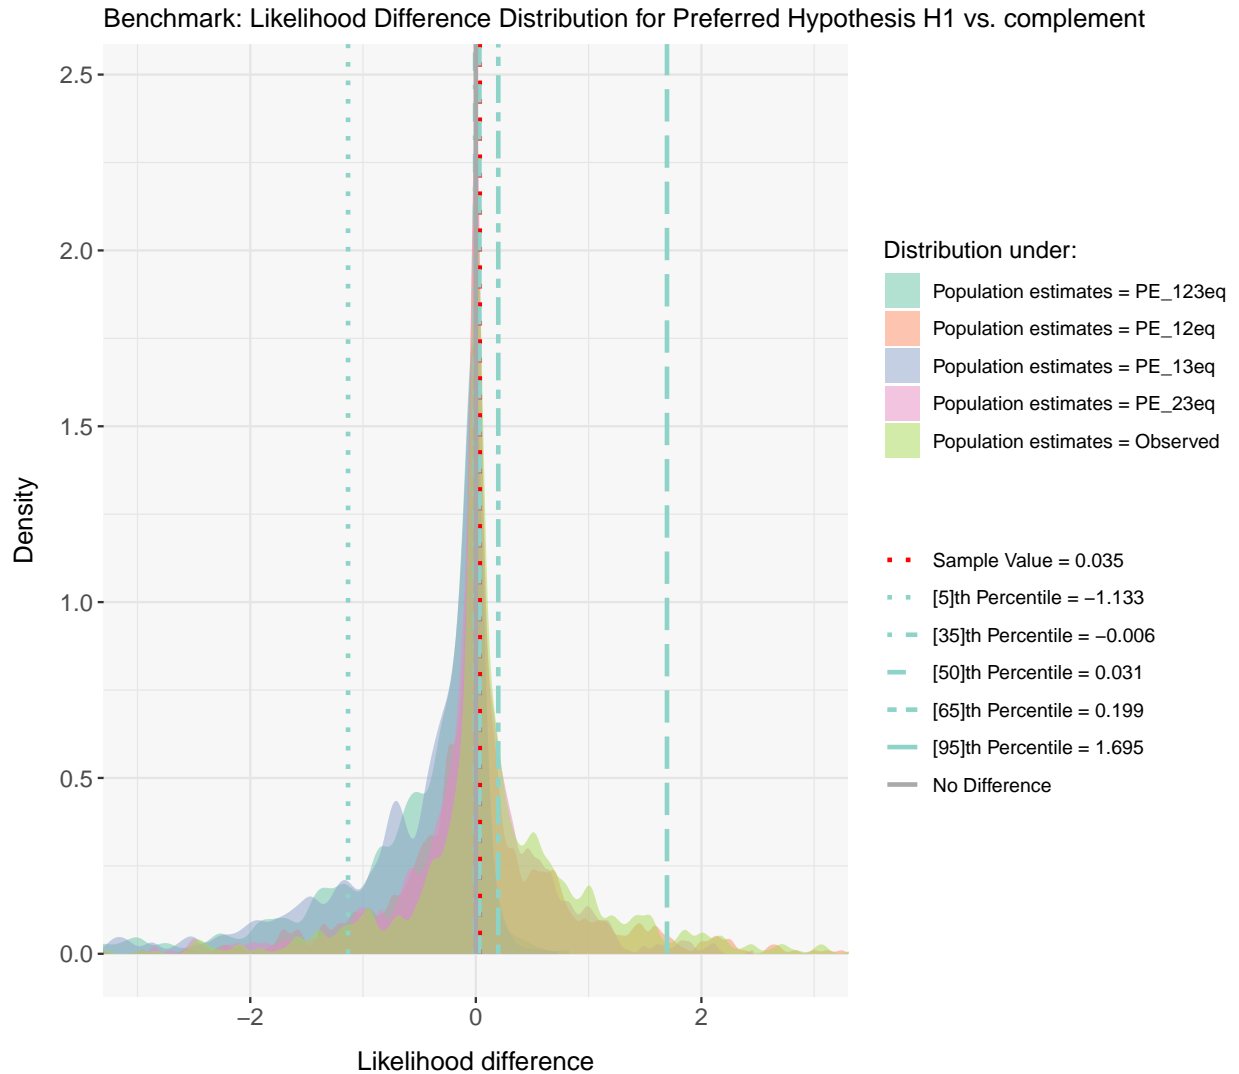 Benchmark: Likelihood Difference Distribution for Preferred Hypothesis H1 vs. complement
2.5
2.0
1.5
1.0
0.5
0.0
Density
−2
0
2
Likelihood difference
Distribution under:
Population estimates = PE_123eq
Population estimates = PE_12eq
Population estimates = PE_13eq
Population estimates = PE_23eq
Population estimates = Observed
Sample Value = 0.035
[5]th Percentile = −1.133
[35]th Percentile = −0.006
[50]th Percentile = 0.031
[65]th Percentile = 0.199
[95]th Percentile = 1.695
No Difference